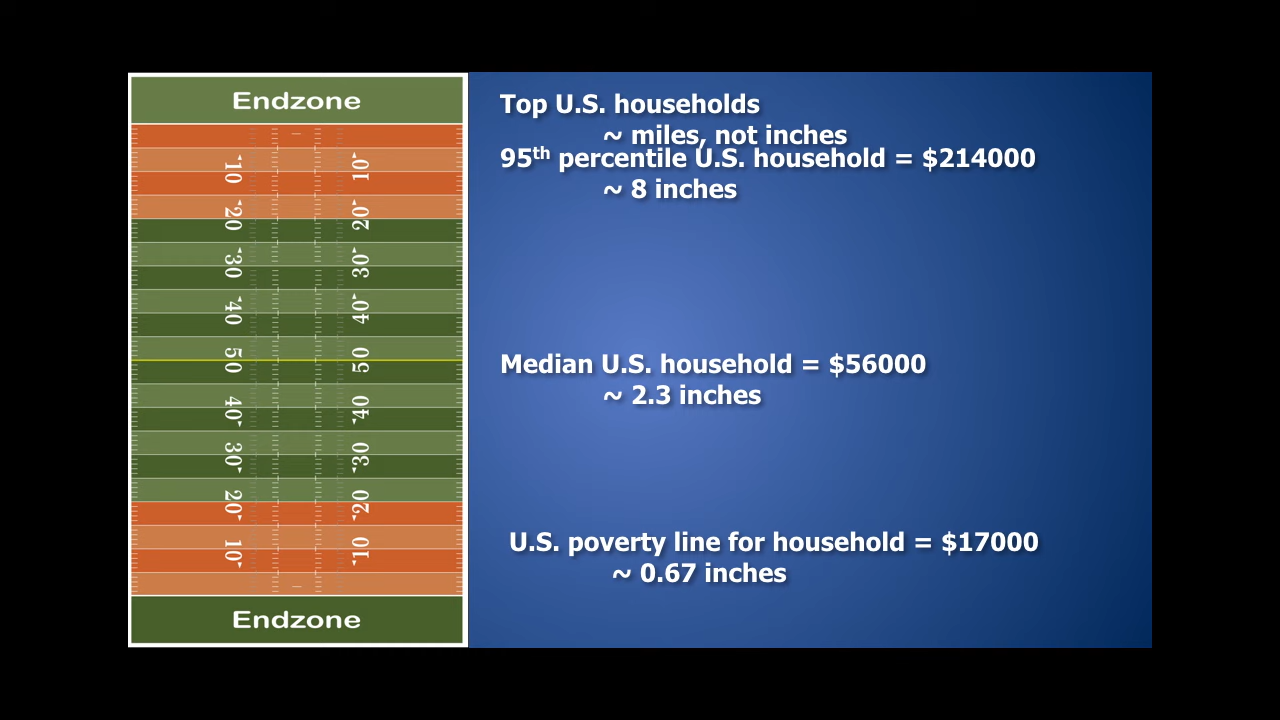 Endzone
Top U.S. households
~ miles, not inches
95th percentile U.S. household = $214000
~ 8 inches
10 10
20 20
30 30
40 40
50 50
Median U.S. household = $56000
~ 2.3 inches
40 40
30 30
20 20
10 10
U.S. poverty line for household = $17000
~ 0.67 inches
Endzone